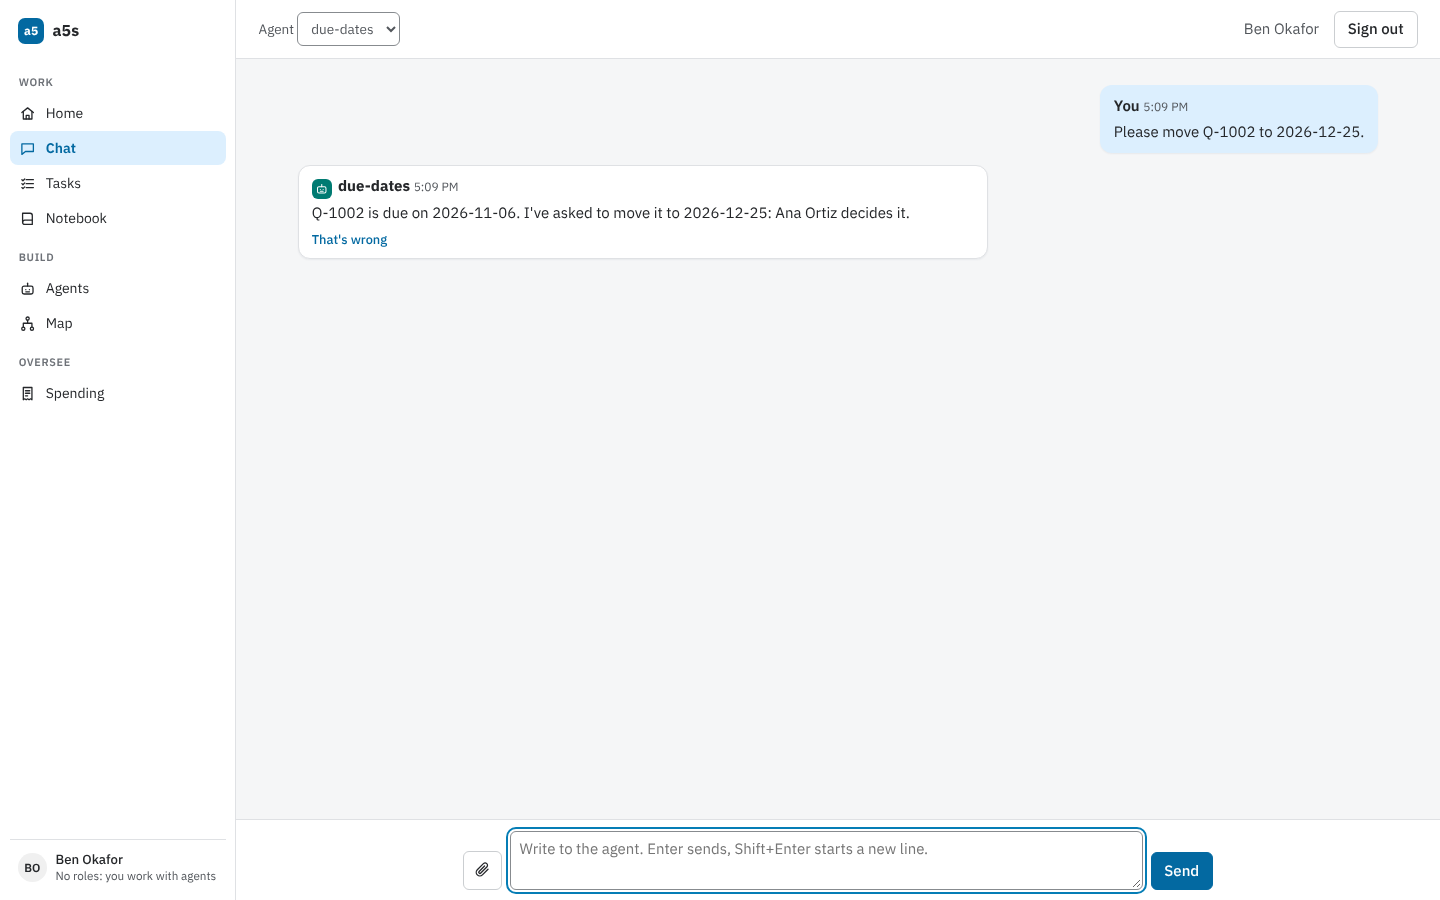 a5 a5s
WORK
Home
Chat
Tasks
Notebook
BUILD
Agents
Map
OVERSEE
Spending
BO
Ben Okafor
No roles: you work with agents
Agent due-dates
Ben Okafor
Sign out
You 5:09 PM
Please move Q-1002 to 2026-12-25.
due-dates 5:09 PM
Q-1002 is due on 2026-11-06. I've asked to move it to 2026-12-25: Ana Ortiz decides it.
That's wrong
Write to the agent. Enter sends, Shift+Enter starts a new line.
Send